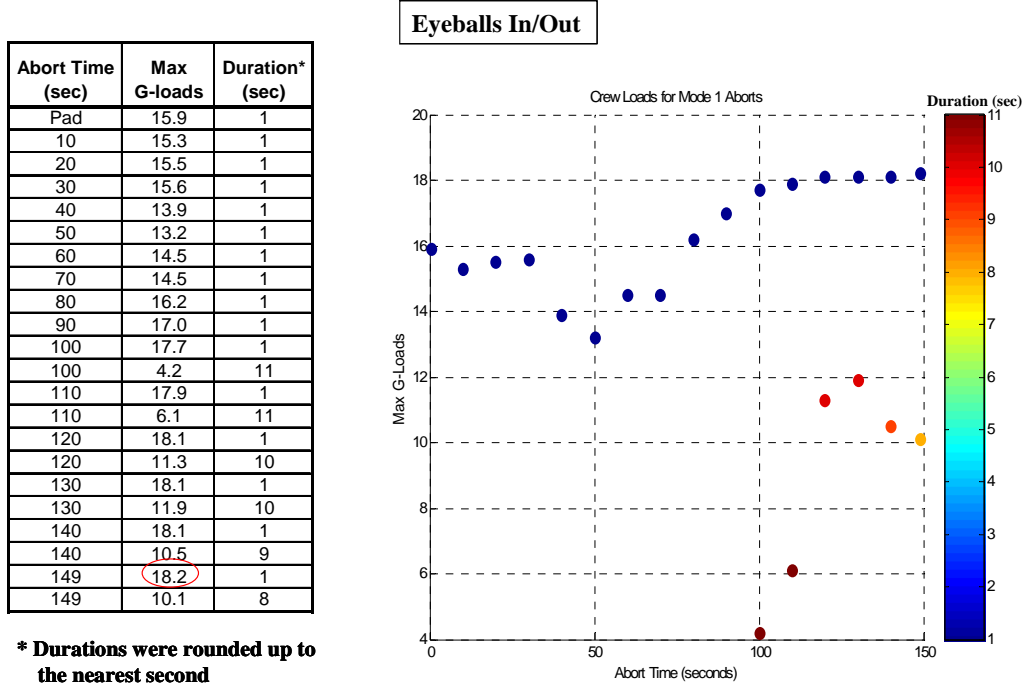 Eyeballs In/Out
Abort Time (sec) Max G-loads Duration* (sec)
Pad 15.9 1
10 15.3 1
20 15.5 1
30 15.6 1
40 13.9 1
50 13.2 1
60 14.5 1
70 14.5 1
80 16.2 1
90 17.0 1
100 17.7 1
100 4.2 11
110 17.9 1
110 6.1 11
120 18.1 1
120 11.3 10
130 18.1 1
130 11.9 10
140 18.1 1
140 10.5 9
149 18.2 1
149 10.1 8
* Durations were rounded up to
the nearest second
Crew Loads for Mode 1 Aborts
Max G-Loads
20
18
16
14
12
10
8
6
4
0 50 100 150
Abort Time (seconds)
Duration (sec)
11
10
9
8
7
6
5
4
3
2
1